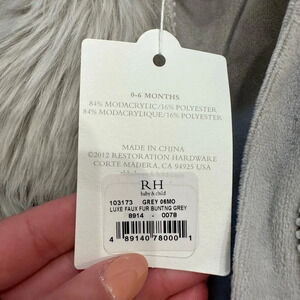 0-6 MONTHS
84% MODACRYLIC/16% POLYESTER
84% MODACRYLIQUE/16% POLYESTER
MADE IN CHINA
©2012 RESTORATION HARDWARE
CORTE MADERA, CA 94925 USA
RH
baby&child
103173 GREY 06MO
LUXE FAUX FUR BUNTNG GREY
8914 - 0078
4 89140 78000 1